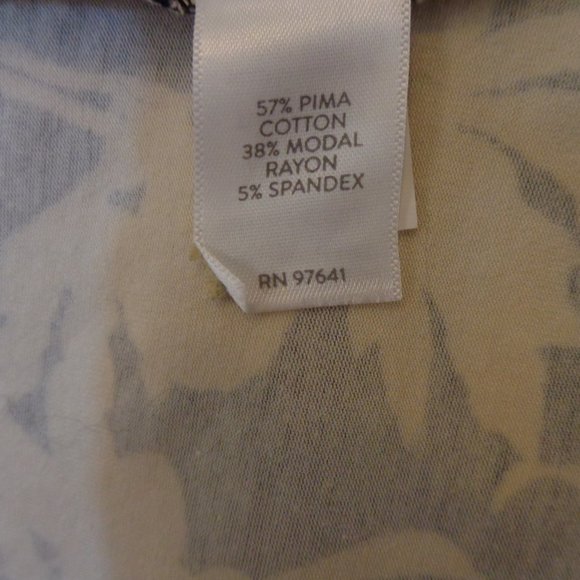 57% PIMA
COTTON
38% MODAL
RAYON
5% SPANDEX
RN 97641